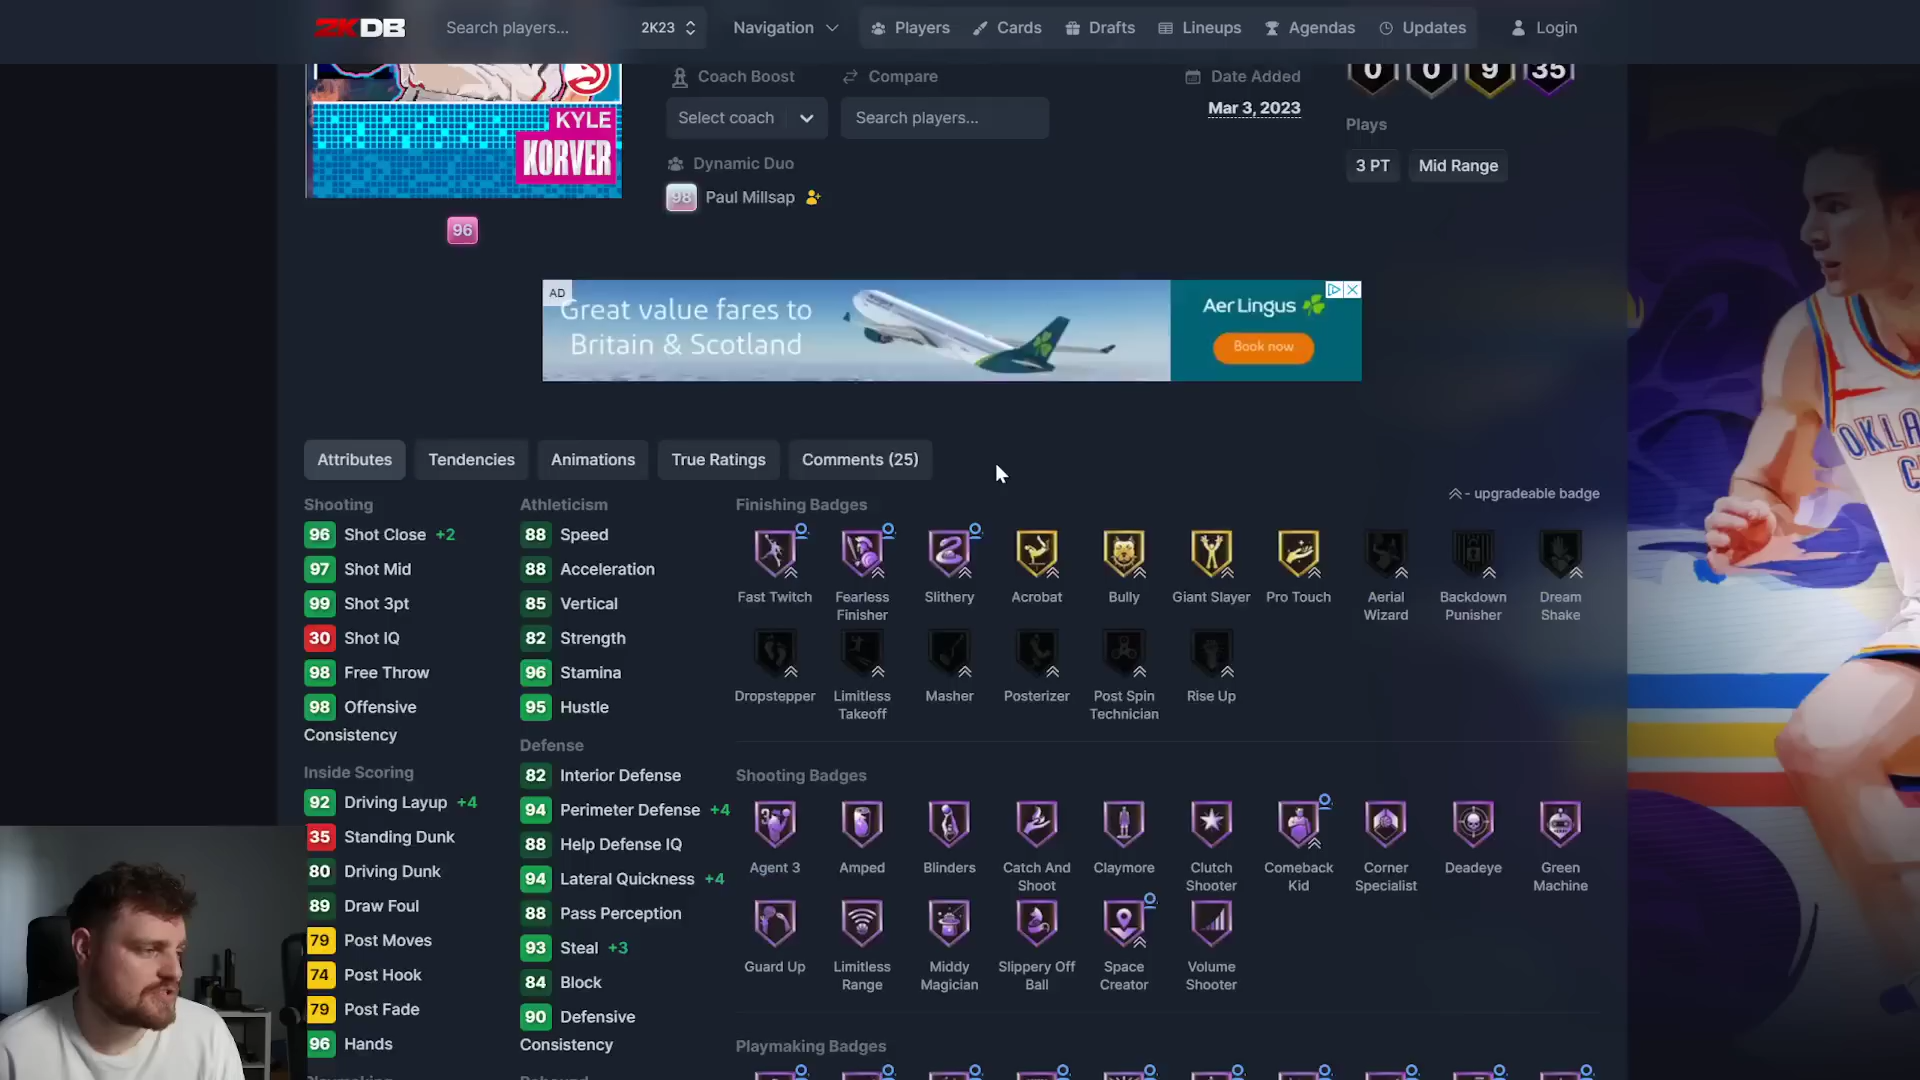 2KDB
Search players...
2K23
Navigation
Players
Cards
Drafts
Lineups
Agendas
Updates
Login
KYLE
KORVER
96
Coach Boost
Compare
Select coach
Search players...
Dynamic Duo
98 Paul Millsap
Date Added
Mar 3, 2023
0 0 9 35
Plays
3 PT
Mid Range
AD
Great value fares to
Britain & Scotland
Aer Lingus
Book now
Attributes
Tendencies
Animations
True Ratings
Comments (25)
- upgradeable badge
Shooting
96 Shot Close +2
97 Shot Mid
99 Shot 3pt
30 Shot IQ
98 Free Throw
98 Offensive
Consistency
Inside Scoring
92 Driving Layup +4
35 Standing Dunk
80 Driving Dunk
89 Draw Foul
79 Post Moves
74 Post Hook
79 Post Fade
96 Hands
Athleticism
88 Speed
88 Acceleration
85 Vertical
82 Strength
96 Stamina
95 Hustle
Defense
82 Interior Defense
94 Perimeter Defense +4
88 Help Defense IQ
94 Lateral Quickness +4
88 Pass Perception
93 Steal +3
84 Block
90 Defensive
Consistency
Finishing Badges
Fast Twitch
Fearless
Finisher
Slithery
Acrobat
Bully
Giant Slayer
Pro Touch
Aerial
Wizard
Backdown
Punisher
Dream
Shake
Dropstepper
Limitless
Takeoff
Masher
Posterizer
Post Spin
Technician
Rise Up
Shooting Badges
Agent 3
Amped
Blinders
Catch And
Shoot
Claymore
Clutch
Shooter
Comeback
Kid
Corner
Specialist
Deadeye
Green
Machine
Guard Up
Limitless
Range
Middy
Magician
Slippery Off
Ball
Space
Creator
Volume
Shooter
Playmaking Badges